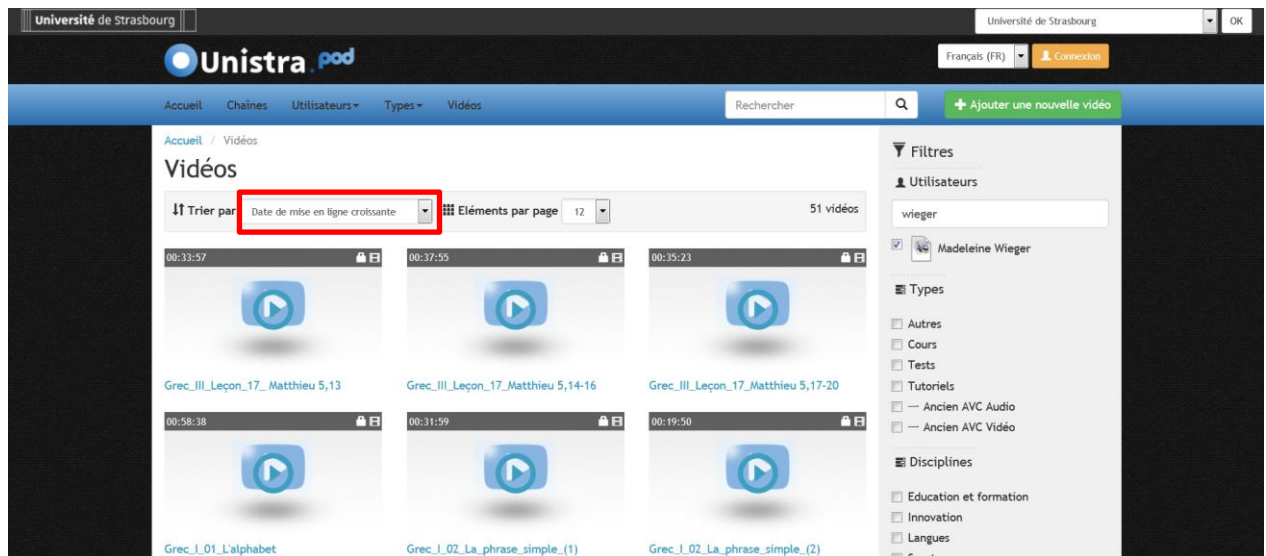 Université de Strasbourg
Université de Strasbourg OK
Unistra.pod
Français (FR) Connexion
Accueil Chaînes Utilisateurs Types Vidéos Rechercher + Ajouter une nouvelle vidéo
Accueil / Vidéos
Vidéos
Trier par Date de mise en ligne croissante Eléments par page 12 51 vidéos
00:33:57 00:37:55 00:35:23
Grec_III_Leçon_17_ Matthieu 5,13 Grec_III_Leçon_17_Matthieu 5,14-16 Grec_III_Leçon_17_Matthieu 5,17-20
00:58:38 00:31:59 00:19:50
Grec_I_01_L'alphabet Grec_I_02_La_phrase_simple_(1) Grec_I_02_La_phrase_simple_(2)
Filtres
Utilisateurs
wieger
Madeleine Wieger
Types
Autres
Cours
Tests
Tutoriels
— Ancien AVC Audio
— Ancien AVC Vidéo
Disciplines
Education et formation
Innovation
Langues